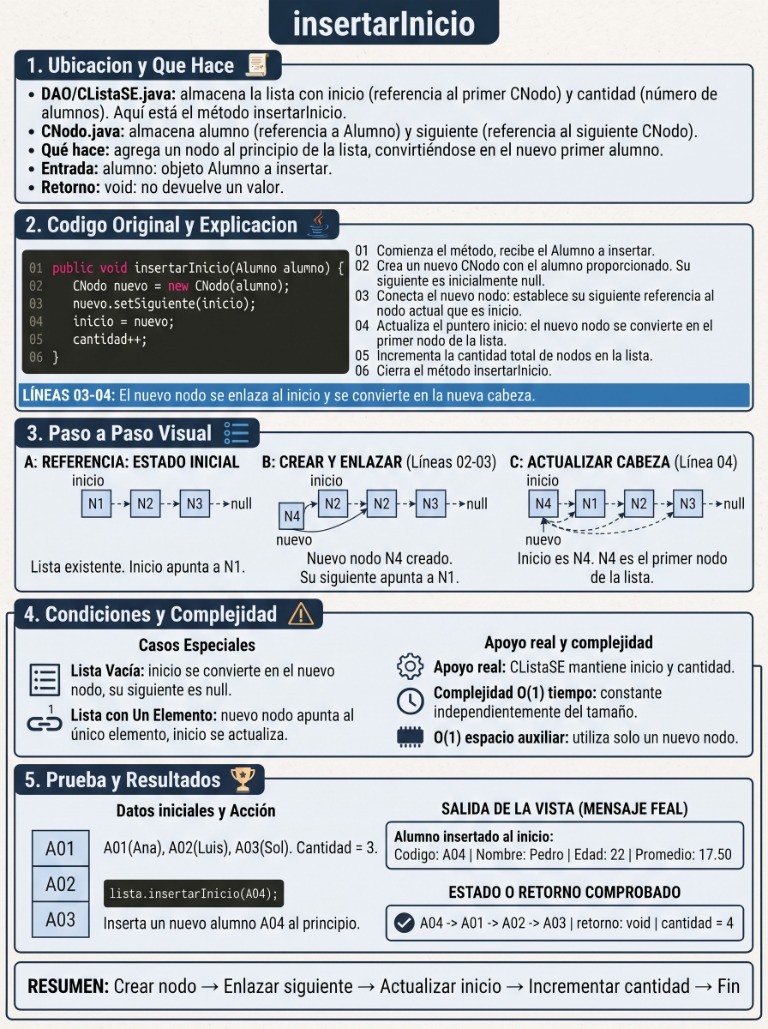 insertarInicio
1. Ubicacion y Que Hace
• DAO/CListaSE.java: almacena la lista con inicio (referencia al primer CNodo) y cantidad (número de
alumnos). Aquí está el método insertarInicio.
• CNodo.java: almacena alumno (referencia a Alumno) y siguiente (referencia al siguiente CNodo).
• Qué hace: agrega un nodo al principio de la lista, convirtiéndose en el nuevo primer alumno.
• Entrada: alumno: objeto Alumno a insertar.
• Retorno: void: no devuelve un valor.
2. Codigo Original y Explicacion
01 public void insertarInicio(Alumno alumno) {
02 CNodo nuevo = new CNodo(alumno);
03 nuevo.setSiguiente(inicio);
04 inicio = nuevo;
05 cantidad++;
06 }
01 Comienza el método, recibe el Alumno a insertar.
02 Crea un nuevo CNodo con el alumno proporcionado. Su
siguiente es inicialmente null.
03 Conecta el nuevo nodo: establece su siguiente referencia al
nodo actual que es inicio.
04 Actualiza el puntero inicio: el nuevo nodo se convierte en el
primer nodo de la lista.
05 Incrementa la cantidad total de nodos en la lista.
06 Cierra el método insertarInicio.
LÍNEAS 03-04: El nuevo nodo se enlaza al inicio y se convierte en la nueva cabeza.
3. Paso a Paso Visual
A: REFERENCIA: ESTADO INICIAL
inicio
N1 N2 N3 null
Lista existente. Inicio apunta a N1.
B: CREAR Y ENLAZAR (Líneas 02-03)
inicio
N4 N2 N2 N3 null
nuevo
Nuevo nodo N4 creado.
Su siguiente apunta a N1.
C: ACTUALIZAR CABEZA (Línea 04)
inicio
N4 N1 N2 N3 null
nuevo
Inicio es N4. N4 es el primer nodo
de la lista.
4. Condiciones y Complejidad
Casos Especiales
Lista Vacía: inicio se convierte en el nuevo
nodo, su siguiente es null.
1
Lista con Un Elemento: nuevo nodo apunta al
único elemento, inicio se actualiza.
Apoyo real y complejidad
Apoyo real: CListaSE mantiene inicio y cantidad.
Complejidad O(1) tiempo: constante
independientemente del tamaño.
O(1) espacio auxiliar: utiliza solo un nuevo nodo.
5. Prueba y Resultados
Datos iniciales y Acción
A01
A02
A03
A01(Ana), A02(Luis), A03(Sol). Cantidad = 3.
lista.insertarInicio(A04);
Inserta un nuevo alumno A04 al principio.
SALIDA DE LA VISTA (MENSAJE FEAL)
Alumno insertado al inicio:
Codigo: A04 | Nombre: Pedro | Edad: 22 | Promedio: 17.50
ESTADO O RETORNO COMPROBADO
A04 -> A01 -> A02 -> A03 | retorno: void | cantidad = 4
RESUMEN: Crear nodo → Enlazar siguiente → Actualizar inicio → Incrementar cantidad → Fin